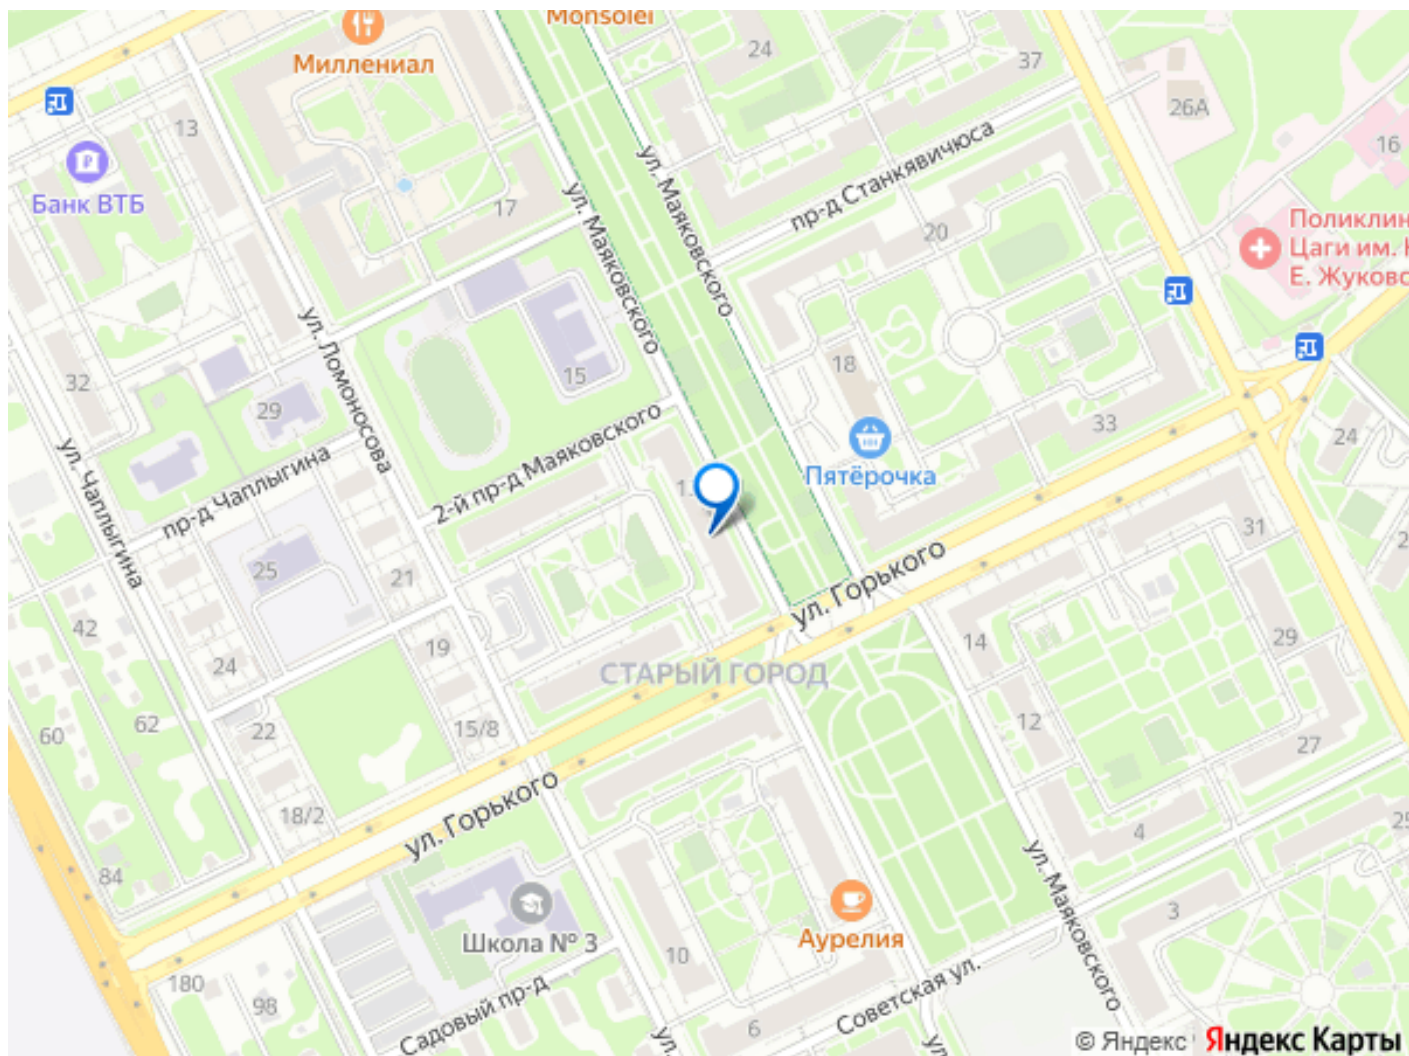 Monsolei
24
37
Миллениал
13
26А
16
Банк ВТБ
17
ул. Маяковского
ул. Маяковского
пр-д Станкявичюса
20
Поликлин
Цаги им.
Е. Жуковс
ул. Ломоносова
32
29
15
18
33
24
Пятёрочка
ул. Чаплыгина
пр-д Чаплыгина
2-й пр-д Маяковского
31
25
21
ул. Горького
42
19
14
29
24
СТАРЫЙ ГОРОД
60
62
22
15/8
12
27
18/2
ул. Горького
4
25
84
ул. Маяковского
Школа № 3
Аурелия
3
10
180
98
Садовый пр-д
Советская ул.
6
ул.
ул.
© Яндекс
Яндекс Карты